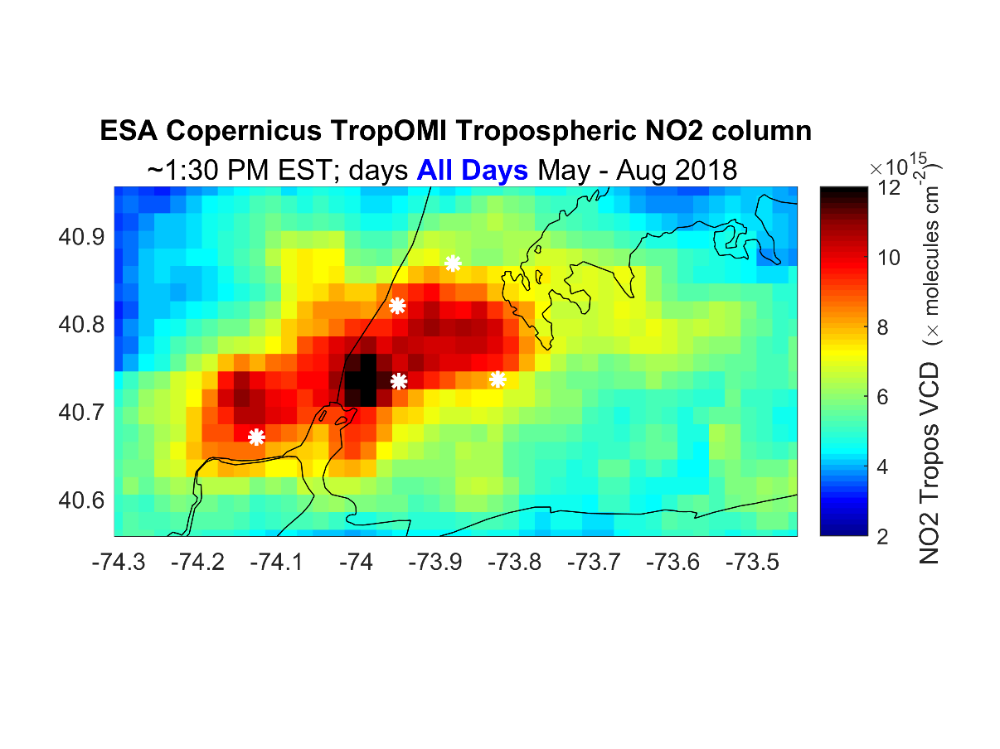 ESA Copernicus TropOMI Tropospheric NO2 column
~1:30 PM EST; days All Days May - Aug 2018
×10^15
12
10
8
6
4
2
NO2 Tropos VCD (× molecules cm^-2)
40.9
40.8
40.7
40.6
-74.3 -74.2 -74.1 -74 -73.9 -73.8 -73.7 -73.6 -73.5